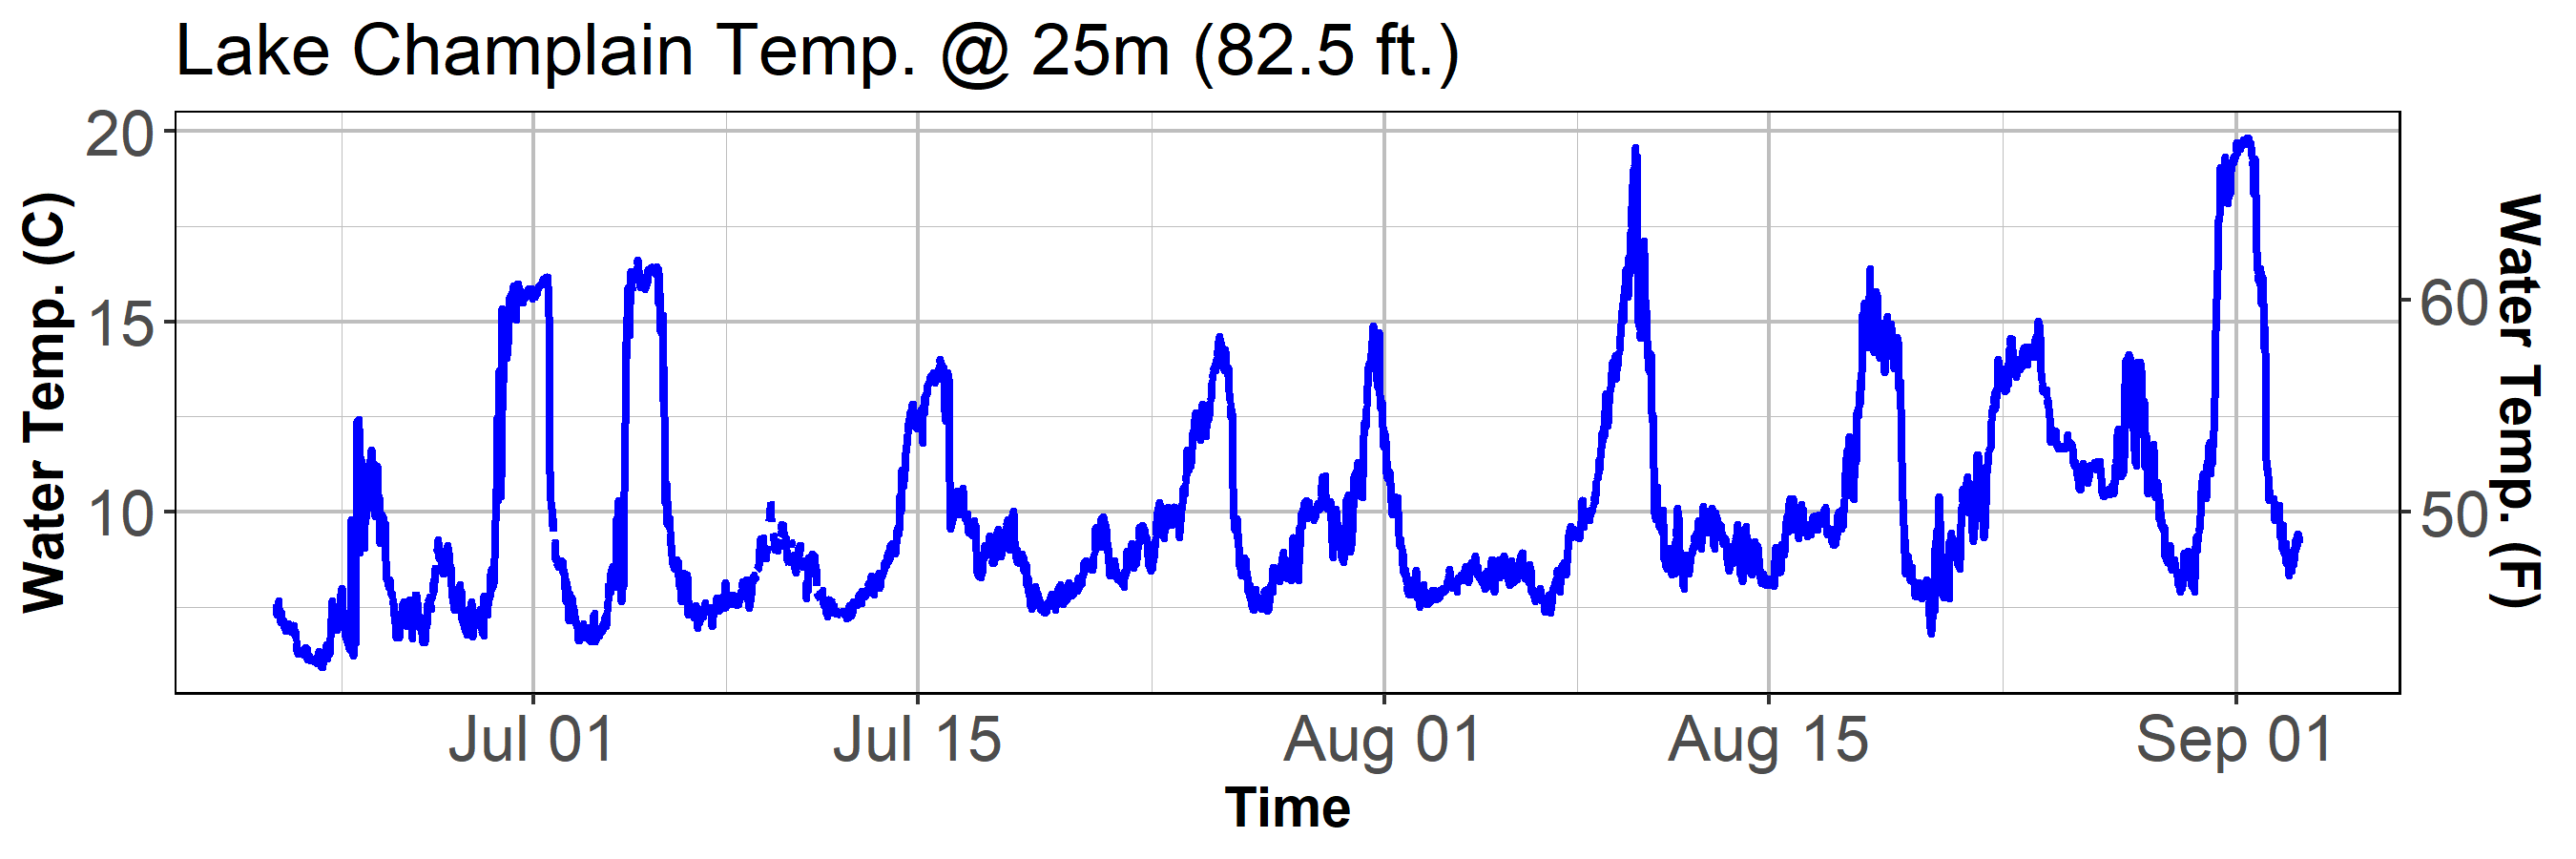 Lake Champlain Temp. @ 25m (82.5 ft.)
20
15
10
Water Temp. (C)
60
50
Water Temp. (F)
Jul 01 Jul 15 Aug 01 Aug 15 Sep 01
Time